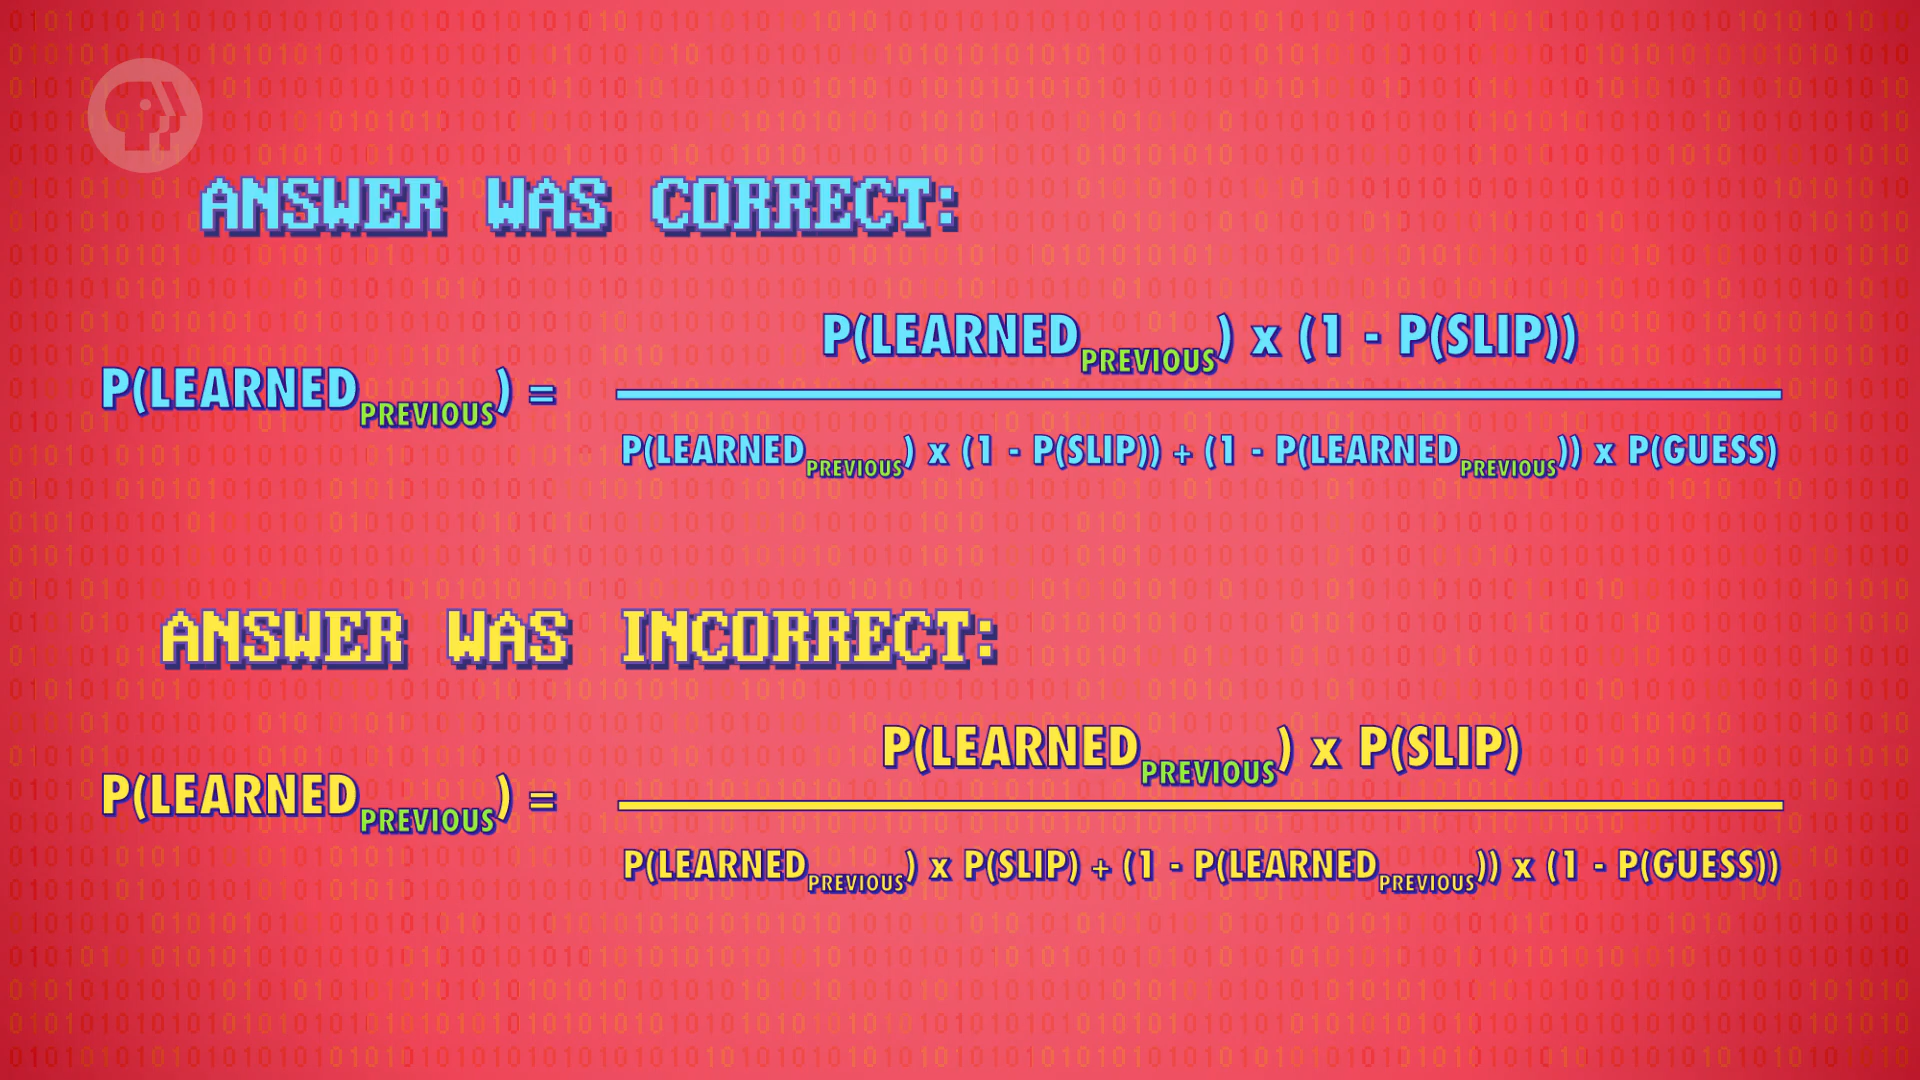 ANSWER WAS CORRECT:
P(LEARNED PREVIOUS) x (1 - P(SLIP))
P(LEARNED PREVIOUS) =
P(LEARNED PREVIOUS) x (1 - P(SLIP)) + (1 - P(LEARNED PREVIOUS)) x P(GUESS)
ANSWER WAS INCORRECT:
P(LEARNED PREVIOUS) x P(SLIP)
P(LEARNED PREVIOUS) =
P(LEARNED PREVIOUS) x P(SLIP) + (1 - P(LEARNED PREVIOUS)) x (1 - P(GUESS))